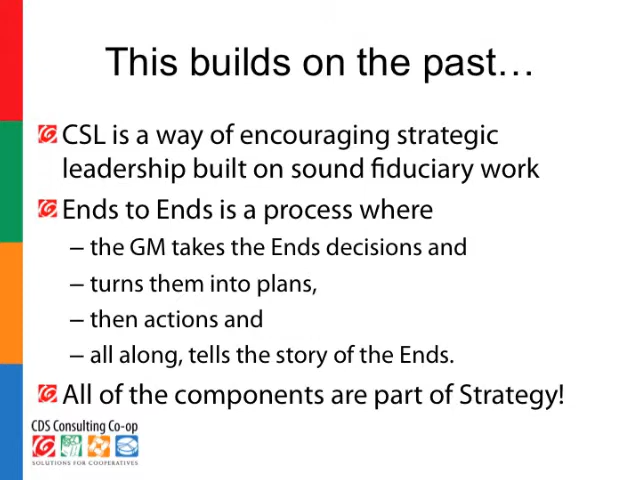 This builds on the past…
CSL is a way of encouraging strategic
leadership built on sound fiduciary work
Ends to Ends is a process where
– the GM takes the Ends decisions and
– turns them into plans,
– then actions and
– all along, tells the story of the Ends.
All of the components are part of Strategy!
CDS Consulting Co-op
SOLUTIONS FOR COOPERATIVES